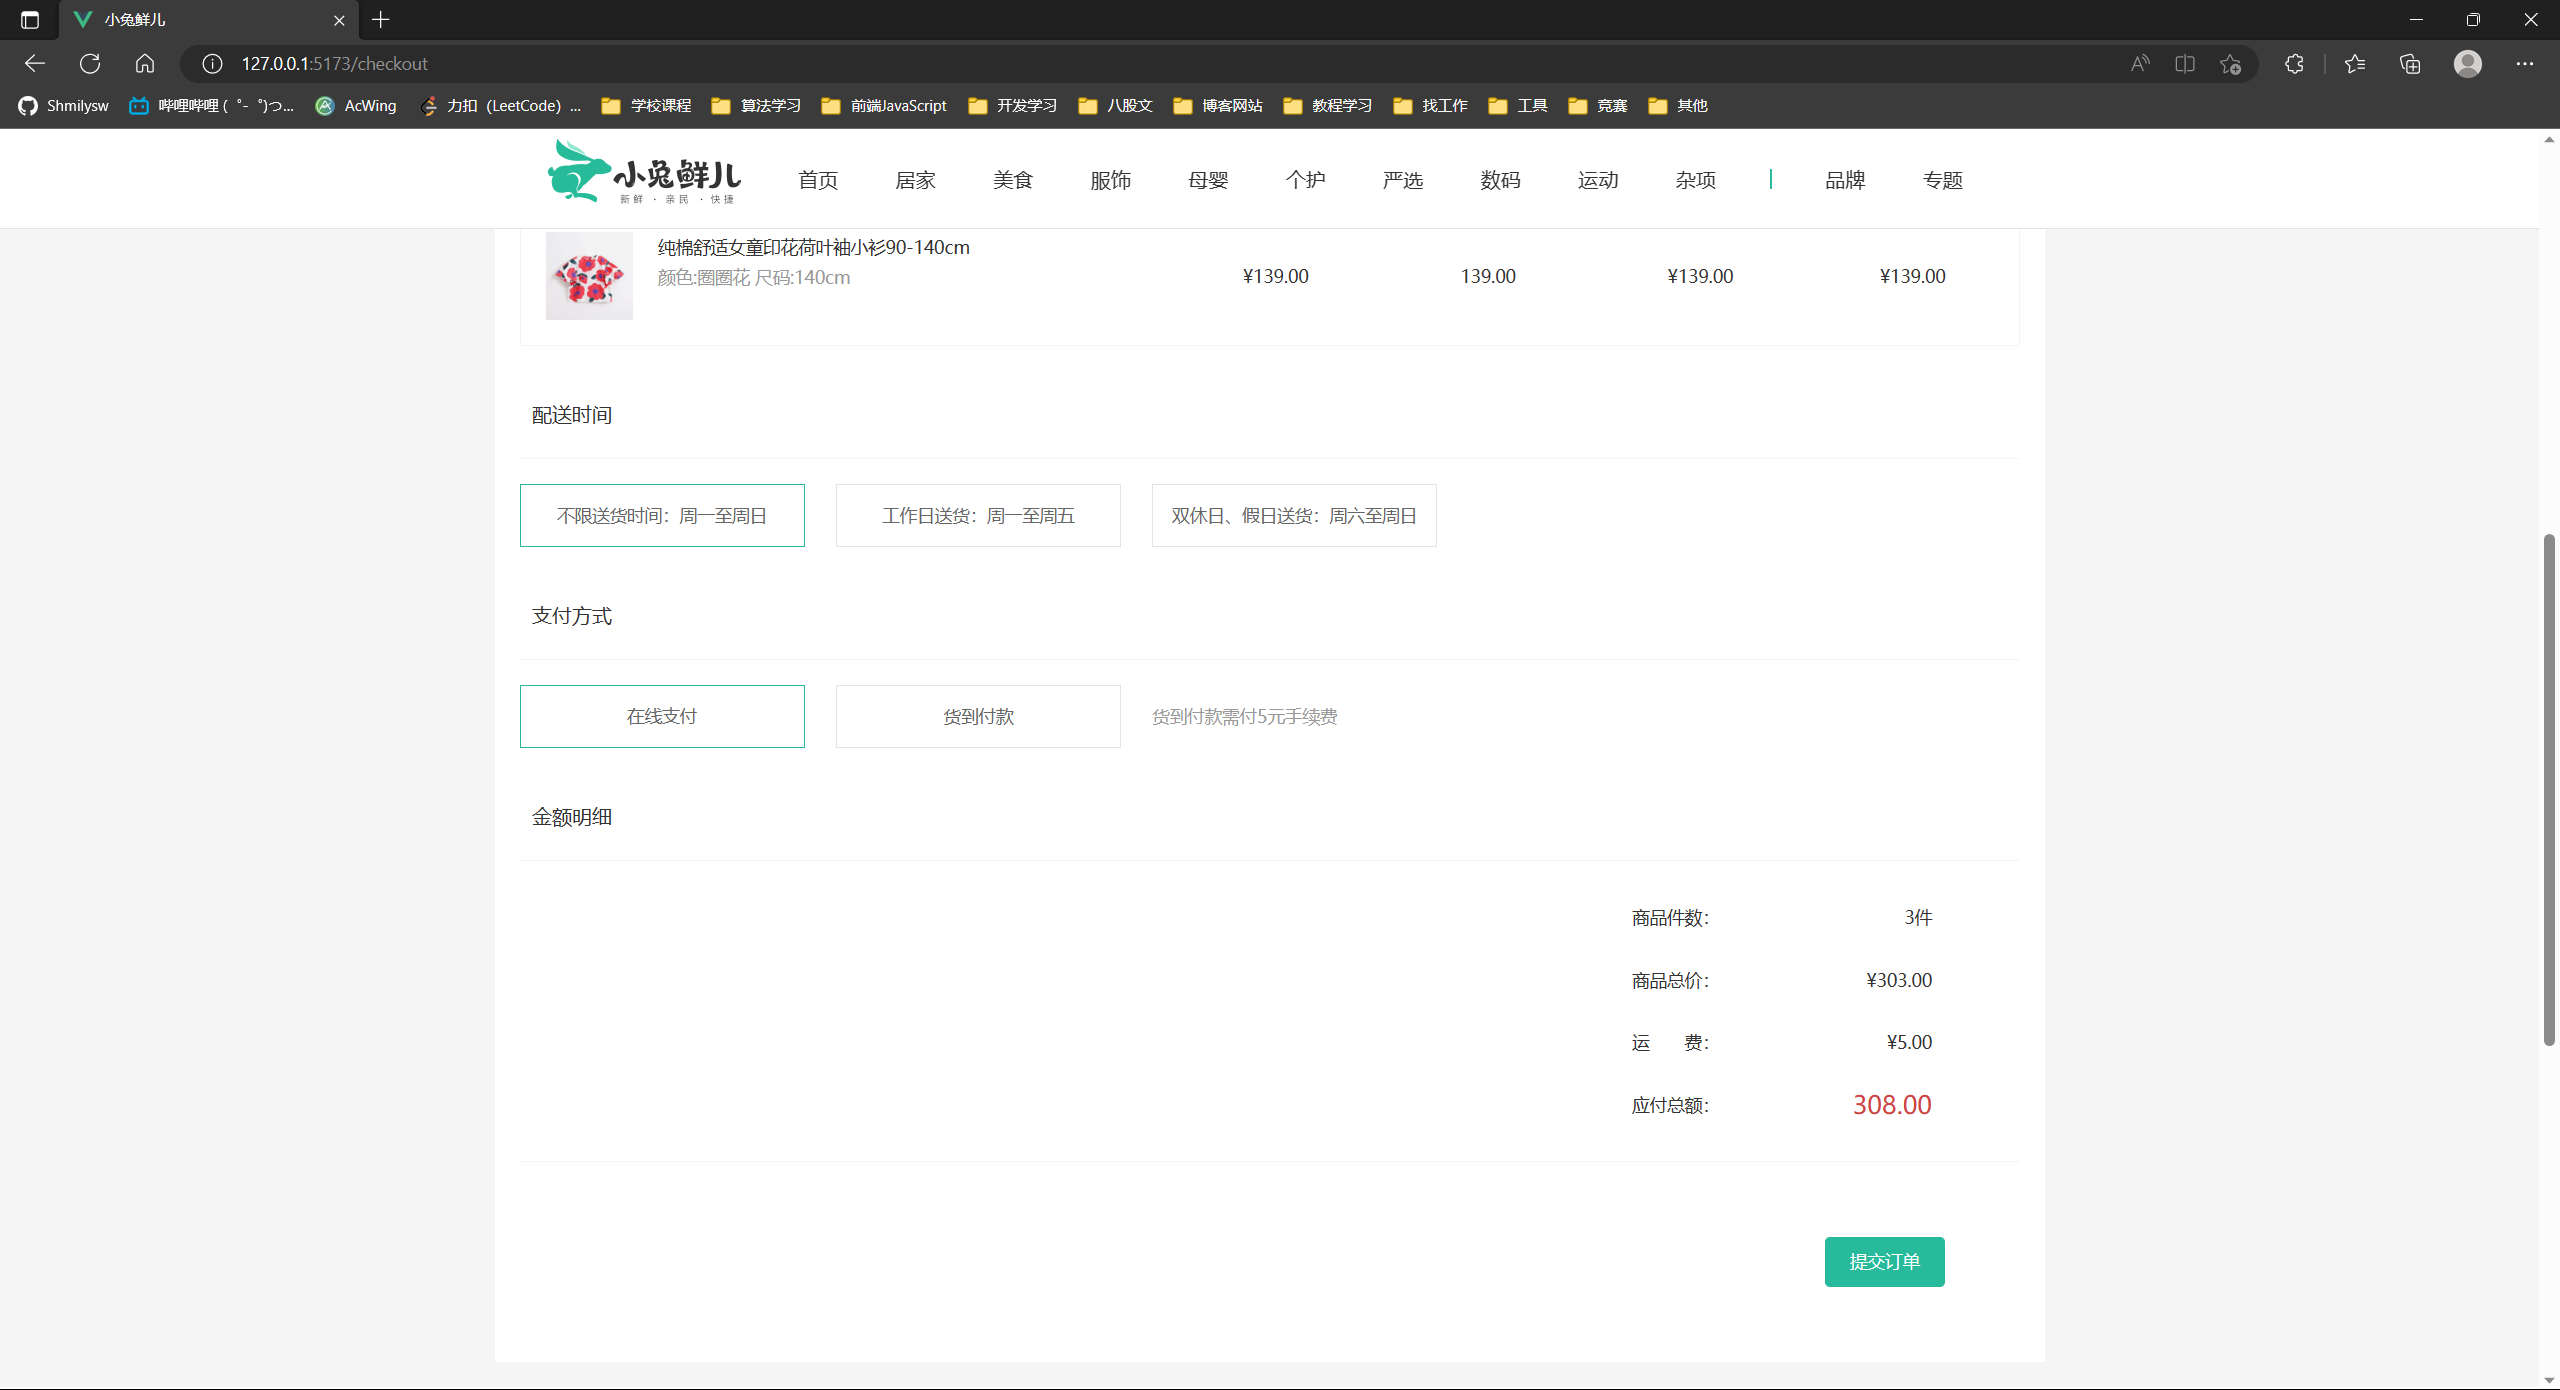 小兔鲜儿
127.0.0.1:5173/checkout
Shmilysw 哔哩哔哩 (゜-゜)つ... AcWing 力扣（LeetCode）... 学校课程 算法学习 前端JavaScript 开发学习 八股文 博客网站 教程学习 找工作 工具 竞赛 其他
小兔鲜儿
新鲜 · 亲民 · 快捷
首页 居家 美食 服饰 母婴 个护 严选 数码 运动 杂项 品牌 专题
纯棉舒适女童印花荷叶袖小衫90-140cm
颜色:圈圈花 尺码:140cm
¥139.00 139.00 ¥139.00 ¥139.00
配送时间
不限送货时间：周一至周日 工作日送货：周一至周五 双休日、假日送货：周六至周日
支付方式
在线支付 货到付款 货到付款需付5元手续费
金额明细
商品件数： 3件
商品总价： ¥303.00
运 费： ¥5.00
应付总额： 308.00
提交订单